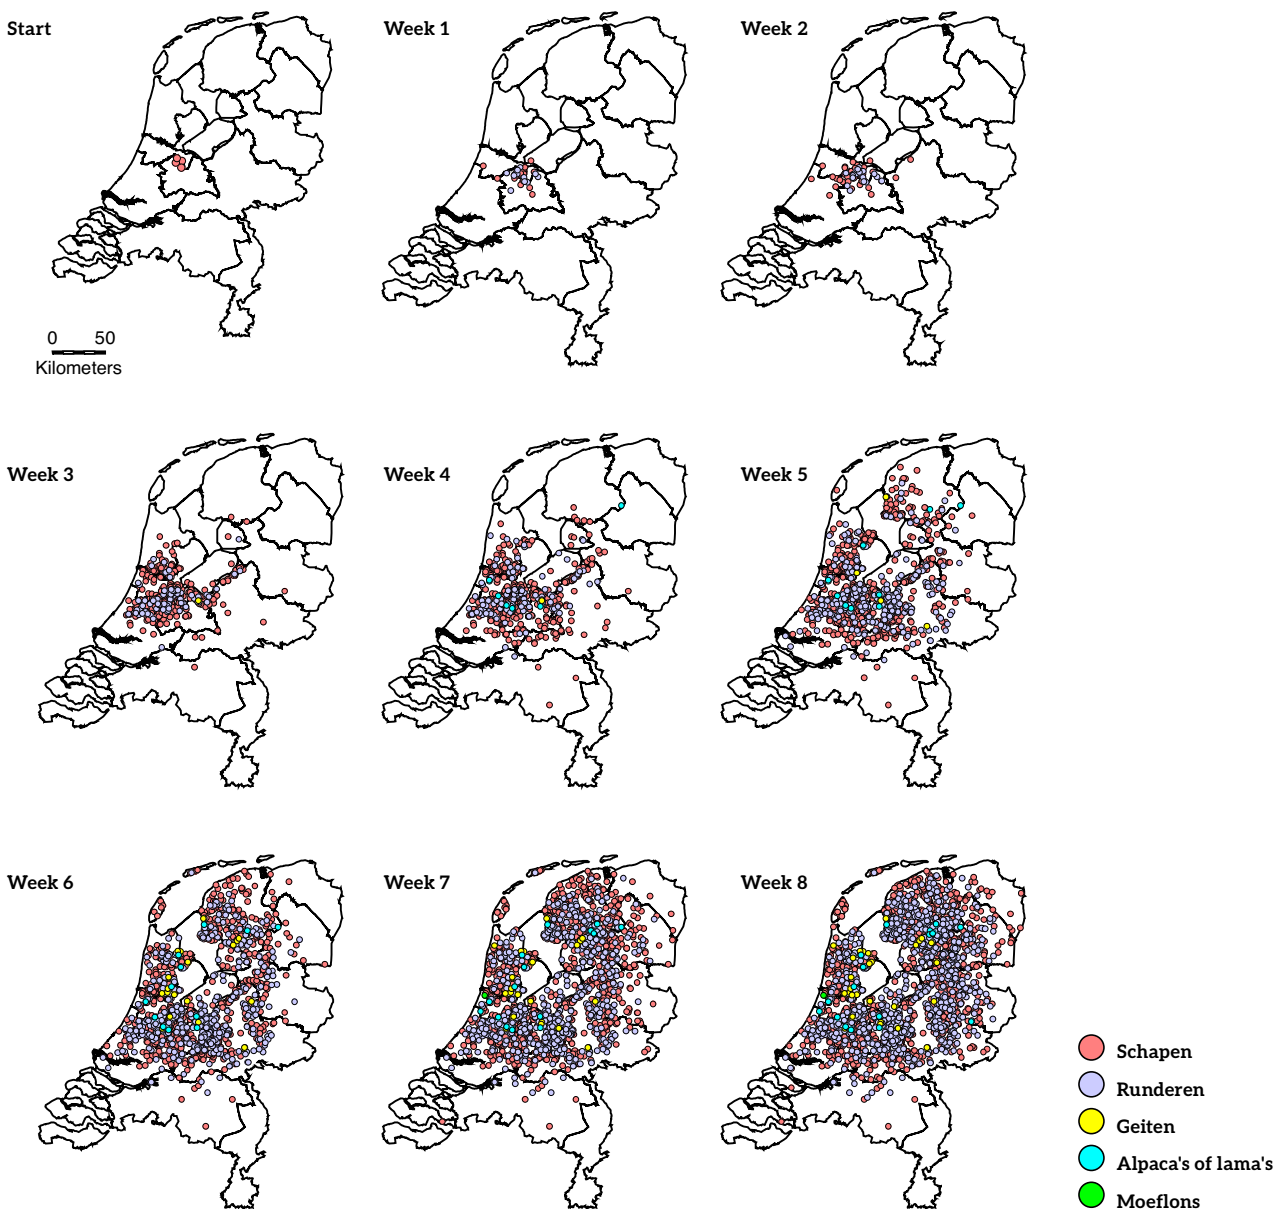 Start
Week 1
Week 2
0 50
Kilometers
Week 3
Week 4
Week 5
Week 6
Week 7
Week 8
Schapen
Runderen
Geiten
Alpaca's of lama's
Moeflons